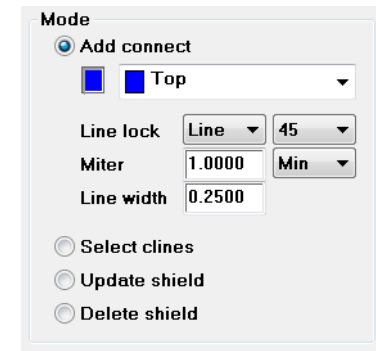 Mode
Add connect
Top
Line lock Line 45
Miter 1.0000 Min
Line width 0.2500
Select clines
Update shield
Delete shield